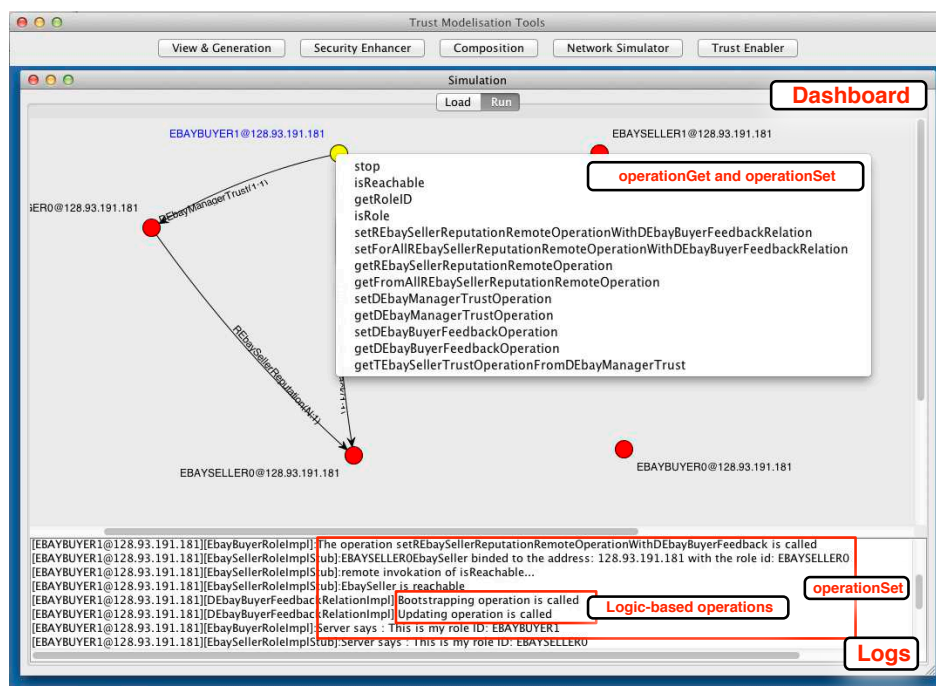 Trust Modelisation Tools
View & Generation Security Enhancer Composition Network Simulator Trust Enabler
Simulation
Load Run
Dashboard
EBAYBUYER1@128.93.191.181
EBAYSELLER1@128.93.191.181
operationGet and operationSet
stop
isReachable
getRoleID
isRole
setREbaySellerReputationRemoteOperationWithDEbayBuyerFeedbackRelation
setForAllREbaySellerReputationRemoteOperationWithDEbayBuyerFeedbackRelation
getREbaySellerReputationRemoteOperation
getFromAllREbaySellerReputationRemoteOperation
setDEbayManagerTrustOperation
getDEbayManagerTrustOperation
setDEbayBuyerFeedbackOperation
getDEbayBuyerFeedbackOperation
getTEbaySellerTrustOperationFromDEbayManagerTrust
GER0@128.93.191.181
DEbayManagerTrust(1-1)
REbaySellerReputation(N-1)
(1-1)
EBAYSELLER0@128.93.191.181
EBAYBUYER0@128.93.191.181
[EBAYBUYER1@128.93.191.181][EbayBuyerRoleImpl]:The operation setREbaySellerReputationRemoteOperationWithDEbayBuyerFeedback is called
[EBAYBUYER1@128.93.191.181][EbaySellerRoleImplStub]:EBAYSELLER0EbaySeller binded to the address: 128.93.191.181 with the role id: EBAYSELLER0
[EBAYBUYER1@128.93.191.181][EbaySellerRoleImplStub]:remote invokation of isReachable...
[EBAYBUYER1@128.93.191.181][EbaySellerRoleImplStub]:EbaySeller is reachable
[EBAYBUYER1@128.93.191.181][DEbayBuyerFeedbackRelationImpl]:Bootstrapping operation is called
[EBAYBUYER1@128.93.191.181][DEbayBuyerFeedbackRelationImpl]:Updating operation is called
[EBAYBUYER1@128.93.191.181][EbayBuyerRoleImpl]:Server says : This is my role ID: EBAYBUYER1
[EBAYBUYER1@128.93.191.181][EbaySellerRoleImplStub]:Server says : This is my role ID: EBAYSELLER0
operationSet
Logic-based operations
Logs